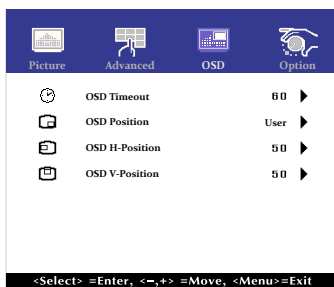 Picture Advanced OSD Option
OSD Timeout 60
OSD Position User
OSD H-Position 50
OSD V-Position 50
<Select> =Enter, <-,+> =Move, <Menu>=Exit